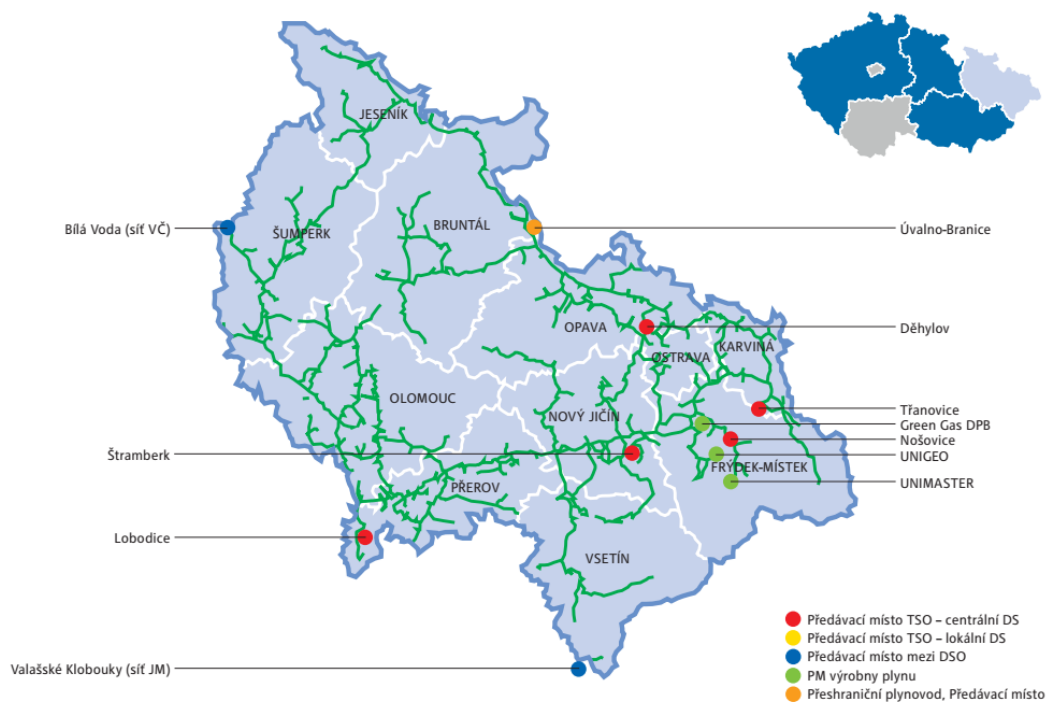 JESENÍK
ŠUMPERK
BRUNTÁL
Bílá Voda (síť VČ)
Úvalno-Branice
OPAVA
Děhylov
OSTRAVA
KARVINÁ
OLOMOUC
NOVÝ JIČÍN
Třanovice
Green Gas DPB
Nošovice
Štramberk
UNIGEO
FRÝDEK-MÍSTEK
UNIMASTER
PŘEROV
Lobodice
VSETÍN
Valašské Klobouky (síť JM)
Předávací místo TSO – centrální DS
Předávací místo TSO – lokální DS
Předávací místo mezi DSO
PM výrobny plynu
Přeshraniční plynovod, Předávací místo